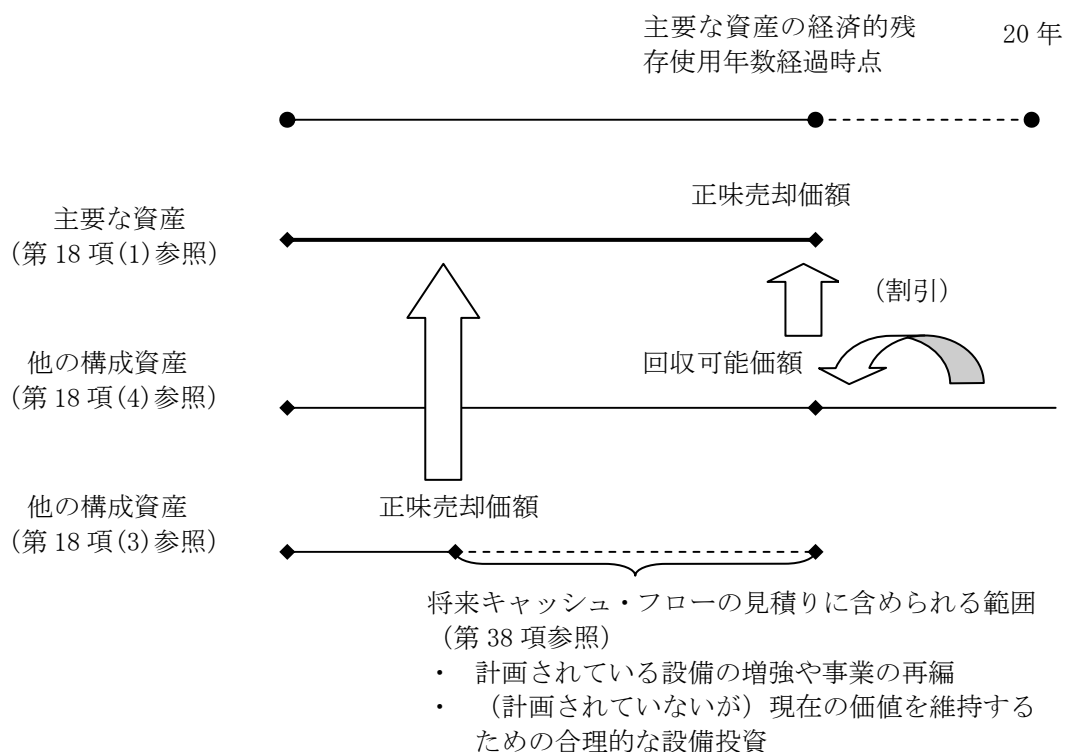 主要な資産の経済的残
存使用年数経過時点
20 年
正味売却価額
主要な資産
(第 18 項(1)参照)
(割引)
他の構成資産
(第 18 項(4)参照)
回収可能価額
他の構成資産
(第 18 項(3)参照)
正味売却価額
将来キャッシュ・フローの見積りに含められる範囲
(第 38 項参照)
・ 計画されている設備の増強や事業の再編
・ (計画されていないが)現在の価値を維持する
ための合理的な設備投資